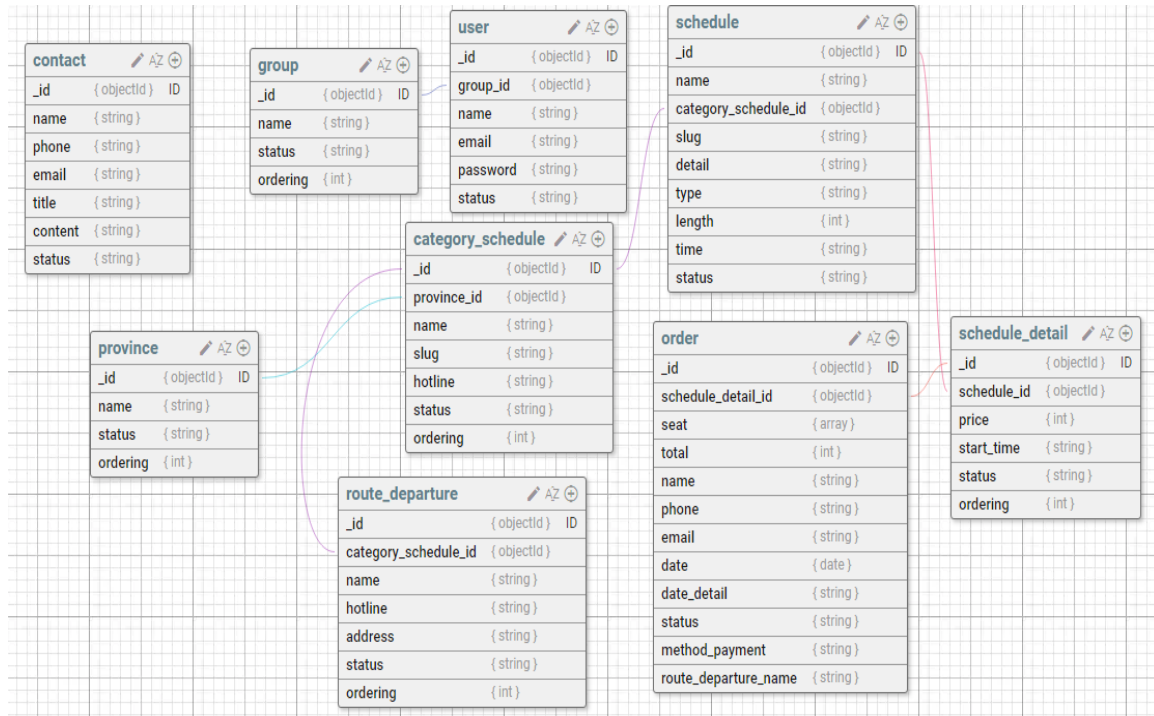 contact
_id { objectId } ID
name { string }
phone { string }
email { string }
title { string }
content { string }
status { string }
group
_id { objectId } ID
name { string }
status { string }
ordering { int }
user
_id { objectId } ID
group_id { objectId }
name { string }
email { string }
password { string }
status { string }
schedule
_id { objectId } ID
name { string }
category_schedule_id { objectId }
slug { string }
detail { string }
type { string }
length { int }
time { string }
status { string }
category_schedule
_id { objectId } ID
province_id { objectId }
name { string }
slug { string }
hotline { string }
status { string }
ordering { int }
province
_id { objectId } ID
name { string }
status { string }
ordering { int }
order
_id { objectId } ID
schedule_detail_id { objectId }
seat { array }
total { int }
name { string }
phone { string }
email { string }
date { date }
date_detail { string }
status { string }
method_payment { string }
route_departure_name { string }
schedule_detail
_id { objectId } ID
schedule_id { objectId }
price { int }
start_time { string }
status { string }
ordering { int }
route_departure
_id { objectId } ID
category_schedule_id { objectId }
name { string }
hotline { string }
address { string }
status { string }
ordering { int }